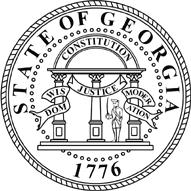 STATE OF GEORGIA
CONSTITUTION
WIS
DOM
JUSTICE
MODER
ATION
1776